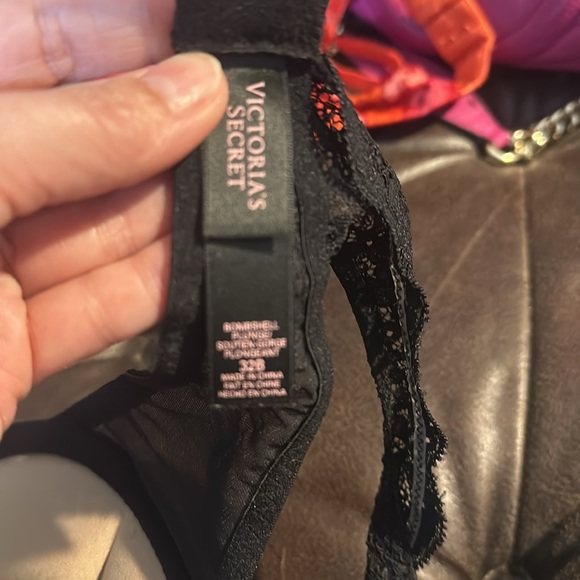 VICTORIA'S
SECRET
BOMBSHELL
PLUNGE/
SOUTIEN-GORGE
PLONGEANT
32B
MADE IN CHINA
FAIT EN CHINE
HECHO EN CHINA